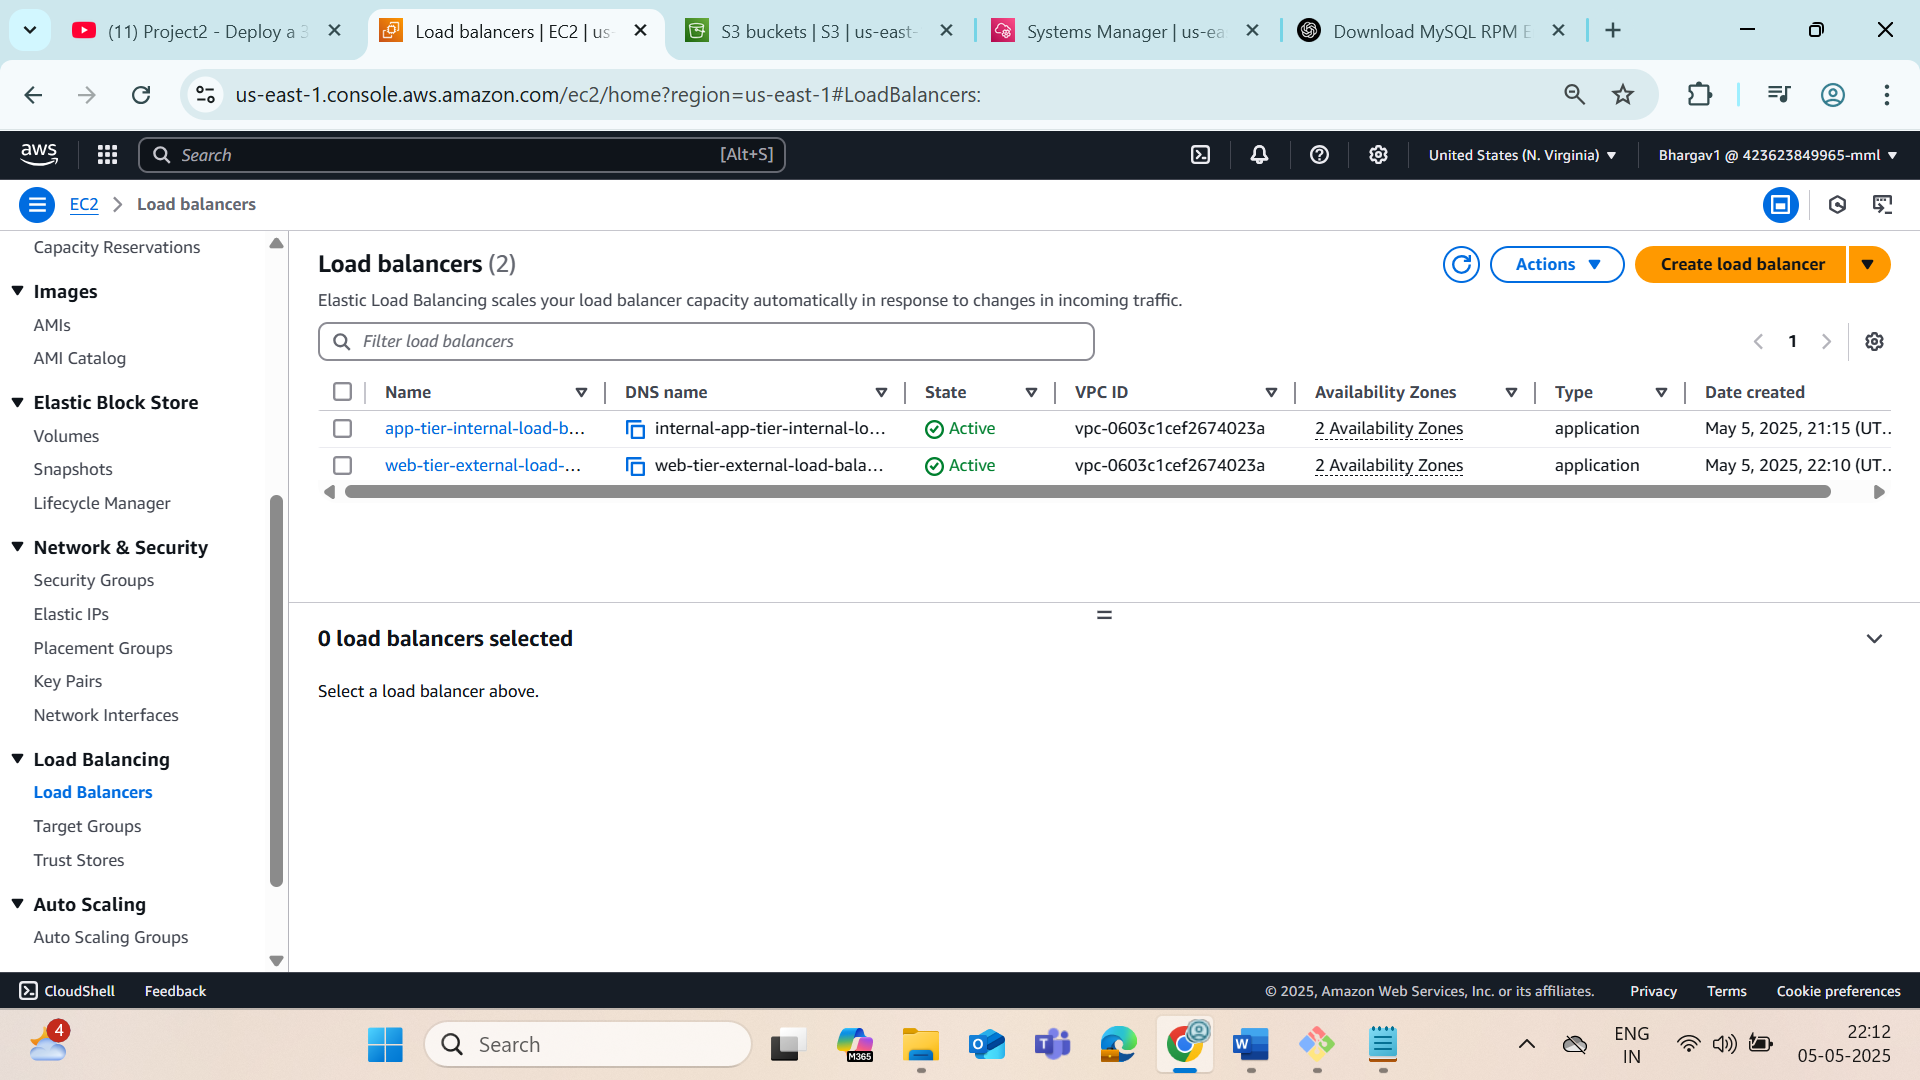 (11) Project2 - Deploy a 3
Load balancers | EC2 | us-
S3 buckets | S3 | us-east-
Systems Manager | us-ea
Download MySQL RPM E
us-east-1.console.aws.amazon.com/ec2/home?region=us-east-1#LoadBalancers:
aws
Search
[Alt+S]
United States (N. Virginia)
Bhargav1 @ 423623849965-mml
EC2
Load balancers
Capacity Reservations
Images
AMIs
AMI Catalog
Elastic Block Store
Volumes
Snapshots
Lifecycle Manager
Network & Security
Security Groups
Elastic IPs
Placement Groups
Key Pairs
Network Interfaces
Load Balancing
Load Balancers
Target Groups
Trust Stores
Auto Scaling
Auto Scaling Groups
Load balancers (2)
Actions
Create load balancer
Elastic Load Balancing scales your load balancer capacity automatically in response to changes in incoming traffic.
Filter load balancers
1
Name DNS name State VPC ID Availability Zones Type Date created
app-tier-internal-load-b... internal-app-tier-internal-lo... Active vpc-0603c1cef2674023a 2 Availability Zones application May 5, 2025, 21:15 (UT...
web-tier-external-load-... web-tier-external-load-bala... Active vpc-0603c1cef2674023a 2 Availability Zones application May 5, 2025, 22:10 (UT...
0 load balancers selected
Select a load balancer above.
CloudShell
Feedback
© 2025, Amazon Web Services, Inc. or its affiliates.
Privacy
Terms
Cookie preferences
4
Search
M365
ENG
IN
22:12
05-05-2025